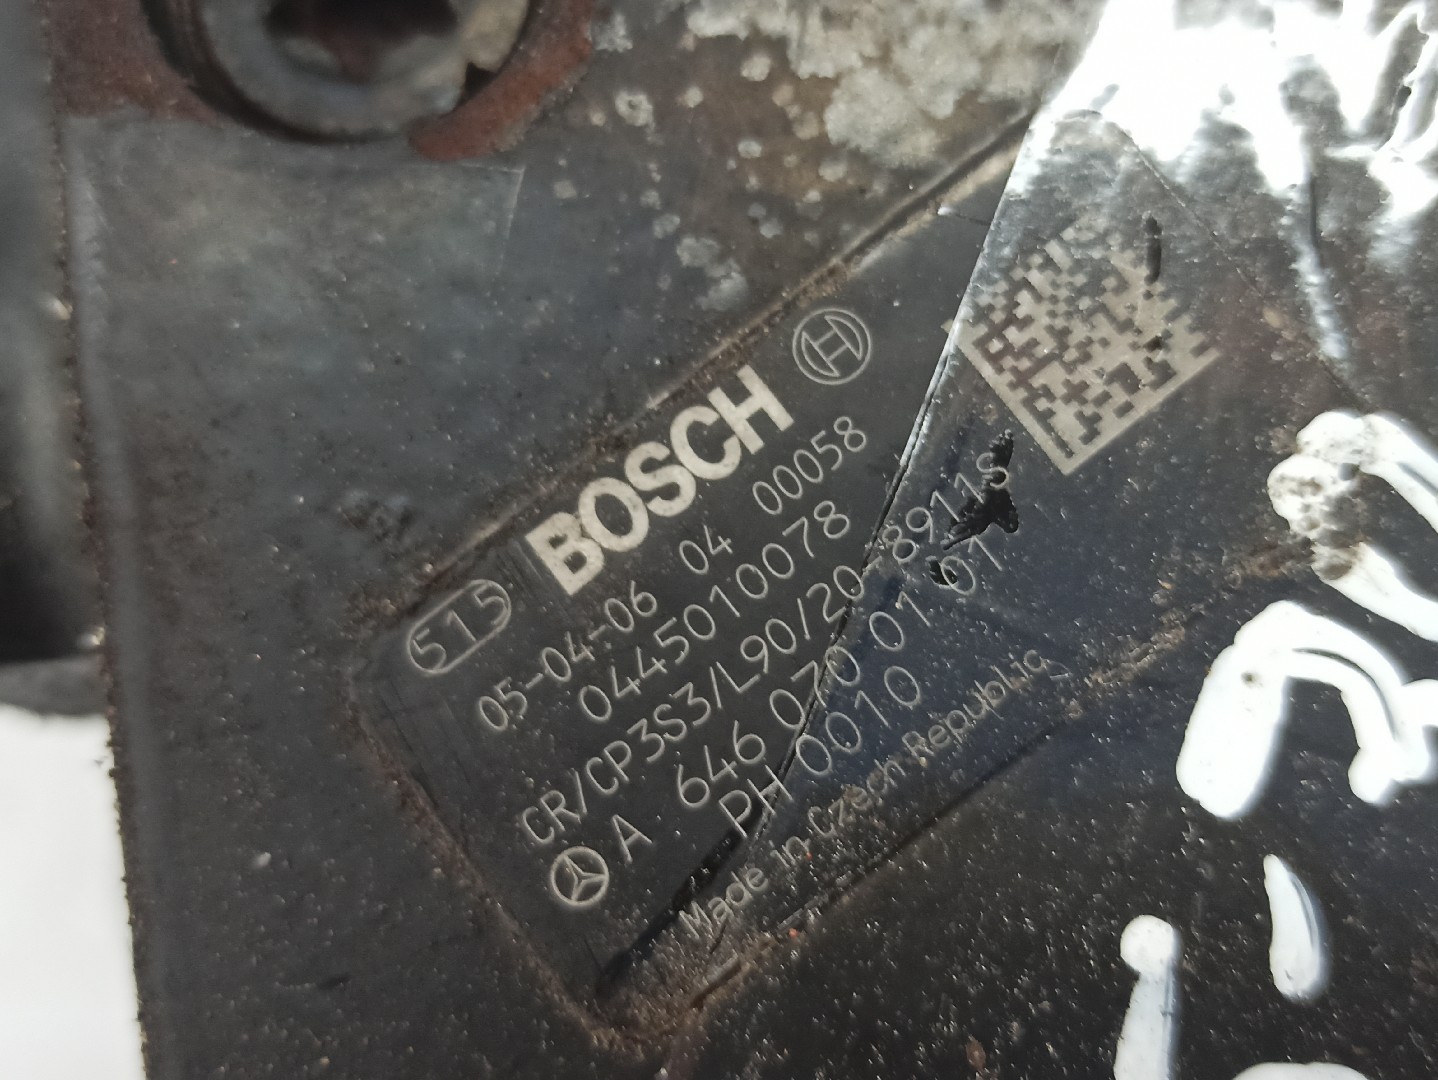 515 BOSCH
05-04-06 04 00058
0445010078
CR/CP3S3/L90/20-8911S
A 646 070 01 01
PH 0010
Made in Czech Republic